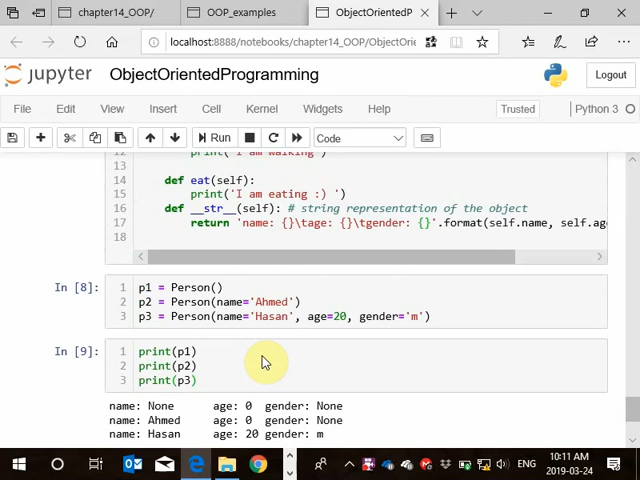 chapter14_OOP/
OOP_examples
ObjectOrientedP
localhost:8888/notebooks/chapter14_OOP/ObjectOrie
jupyter
ObjectOrientedProgramming
Logout
File Edit View Insert Cell Kernel Widgets Help
Trusted
Python 3
Run
Code
12 print('I am walking')
13
14 def eat(self):
15 print('I am eating :) ')
16 def __str__(self): # string representation of the object
17 return 'name: {}\tage: {}\tgender: {}'.format(self.name, self.age
18
In [8]:
1 p1 = Person()
2 p2 = Person(name='Ahmed')
3 p3 = Person(name='Hasan', age=20, gender='m')
In [9]:
1 print(p1)
2 print(p2)
3 print(p3)
name: None age: 0 gender: None
name: Ahmed age: 0 gender: None
name: Hasan age: 20 gender: m
ENG
10:11 AM
2019-03-24